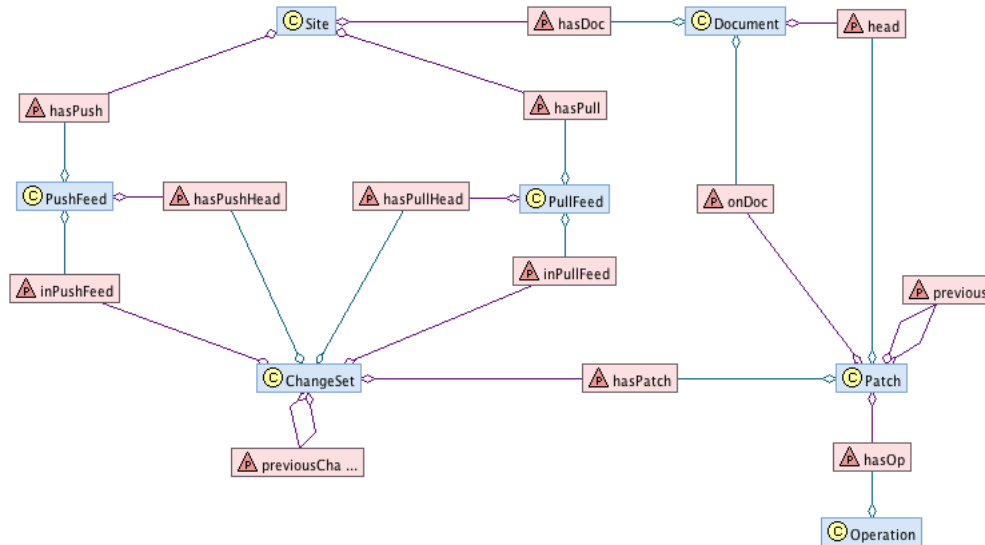 C Site
P hasDoc
C Document
P head
P hasPush
P hasPull
C PushFeed
P hasPushHead
P hasPullHead
C PullFeed
P onDoc
P inPushFeed
P inPullFeed
P previous
C ChangeSet
P hasPatch
C Patch
P previousCha ...
P hasOp
C Operation